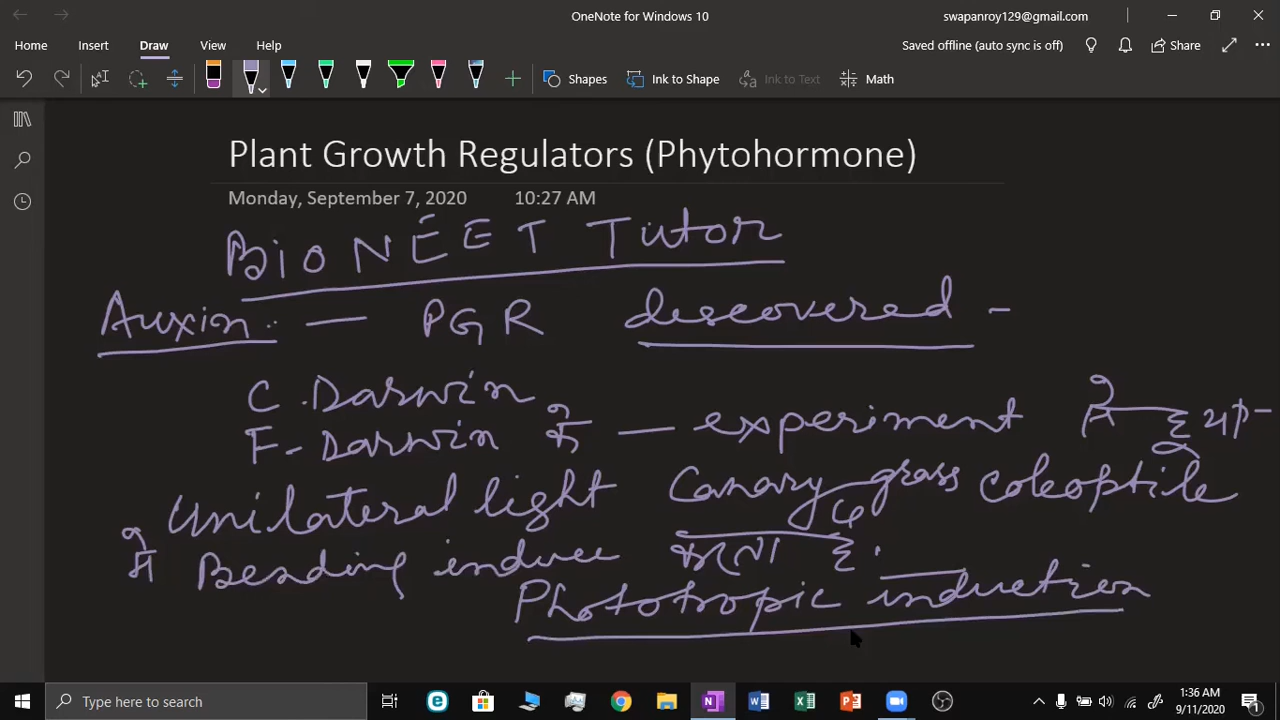 OneNote for Windows 10
swapanroy129@gmail.com
Home Insert Draw View Help
Saved offline (auto sync is off) Share
Shapes Ink to Shape Ink to Text Math
Plant Growth Regulators (Phytohormone)
Monday, September 7, 2020 10:27 AM
Bio NEET Tutor
Auxin — PGR discovered -
C. Darwin
F- Darwin के — experiment
Unilateral light Canary grass coleoptile
में Bending induce करता है
Phototropic induction
Type here to search
1:36 AM
9/11/2020